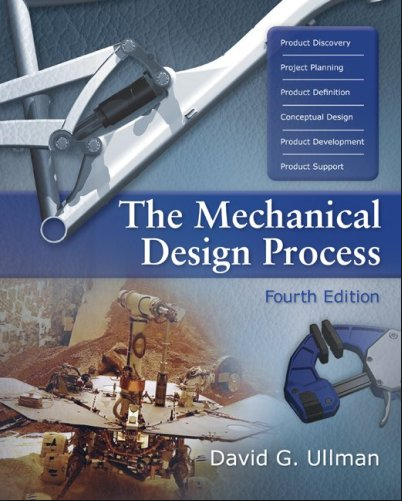 Product Discovery
Project Planning
Product Definition
Conceptual Design
Product Development
Product Support
The Mechanical
Design Process
Fourth Edition
David G. Ullman